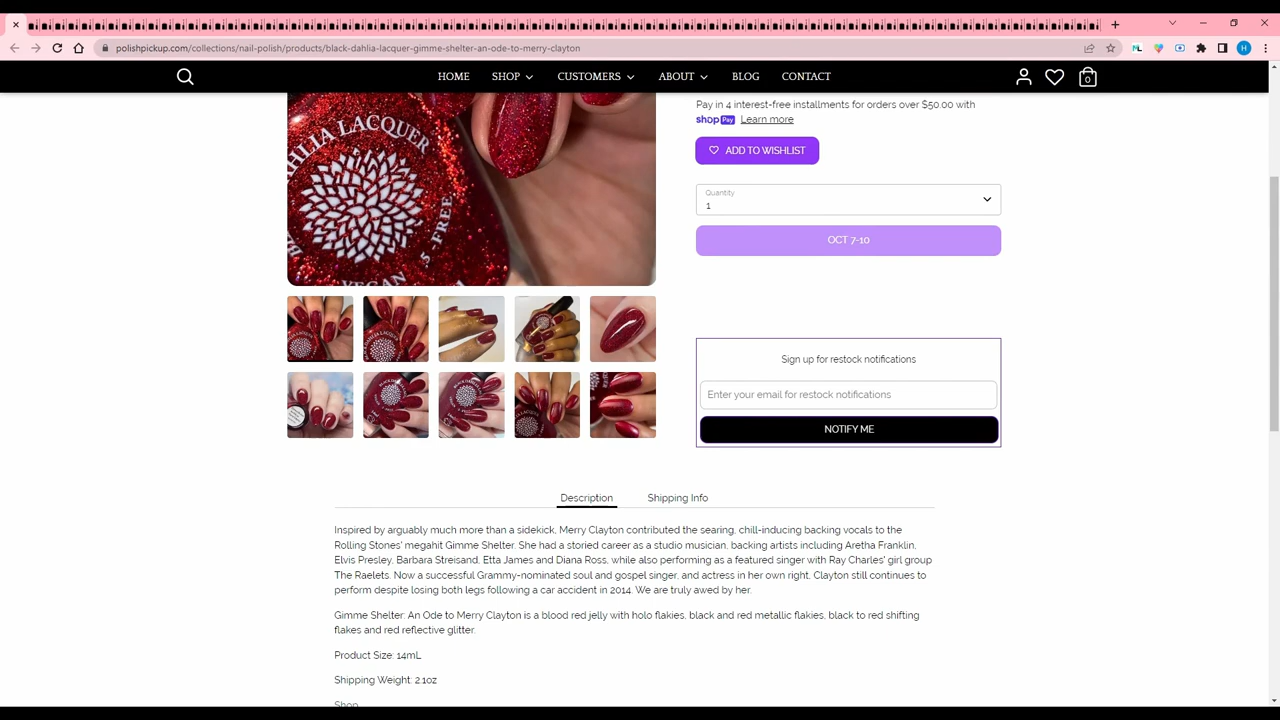 polishpickup.com/collections/nail-polish/products/black-dahlia-lacquer-gimme-shelter-an-ode-to-merry-clayton
HOME SHOP CUSTOMERS ABOUT BLOG CONTACT
0
Pay in 4 interest-free installments for orders over $50.00 with
shop Pay Learn more
ADD TO WISHLIST
Quantity
1
OCT 7-10
AHLIA LACQUER
5-FREE
VEGAN
Sign up for restock notifications
Enter your email for restock notifications
NOTIFY ME
Description Shipping Info
Inspired by arguably much more than a sidekick, Merry Clayton contributed the searing, chill-inducing backing vocals to the
Rolling Stones' megahit Gimme Shelter. She had a storied career as a studio musician, backing artists including Aretha Franklin,
Elvis Presley, Barbara Streisand, Etta James and Diana Ross, while also performing as a featured singer with Ray Charles' girl group
The Raelets. Now a successful Grammy-nominated soul and gospel singer, and actress in her own right, Clayton still continues to
perform despite losing both legs following a car accident in 2014. We are truly awed by her.
Gimme Shelter: An Ode to Merry Clayton is a blood red jelly with holo flakies, black and red metallic flakies, black to red shifting
flakes and red reflective glitter.
Product Size: 14mL
Shipping Weight: 2.1oz
Shop